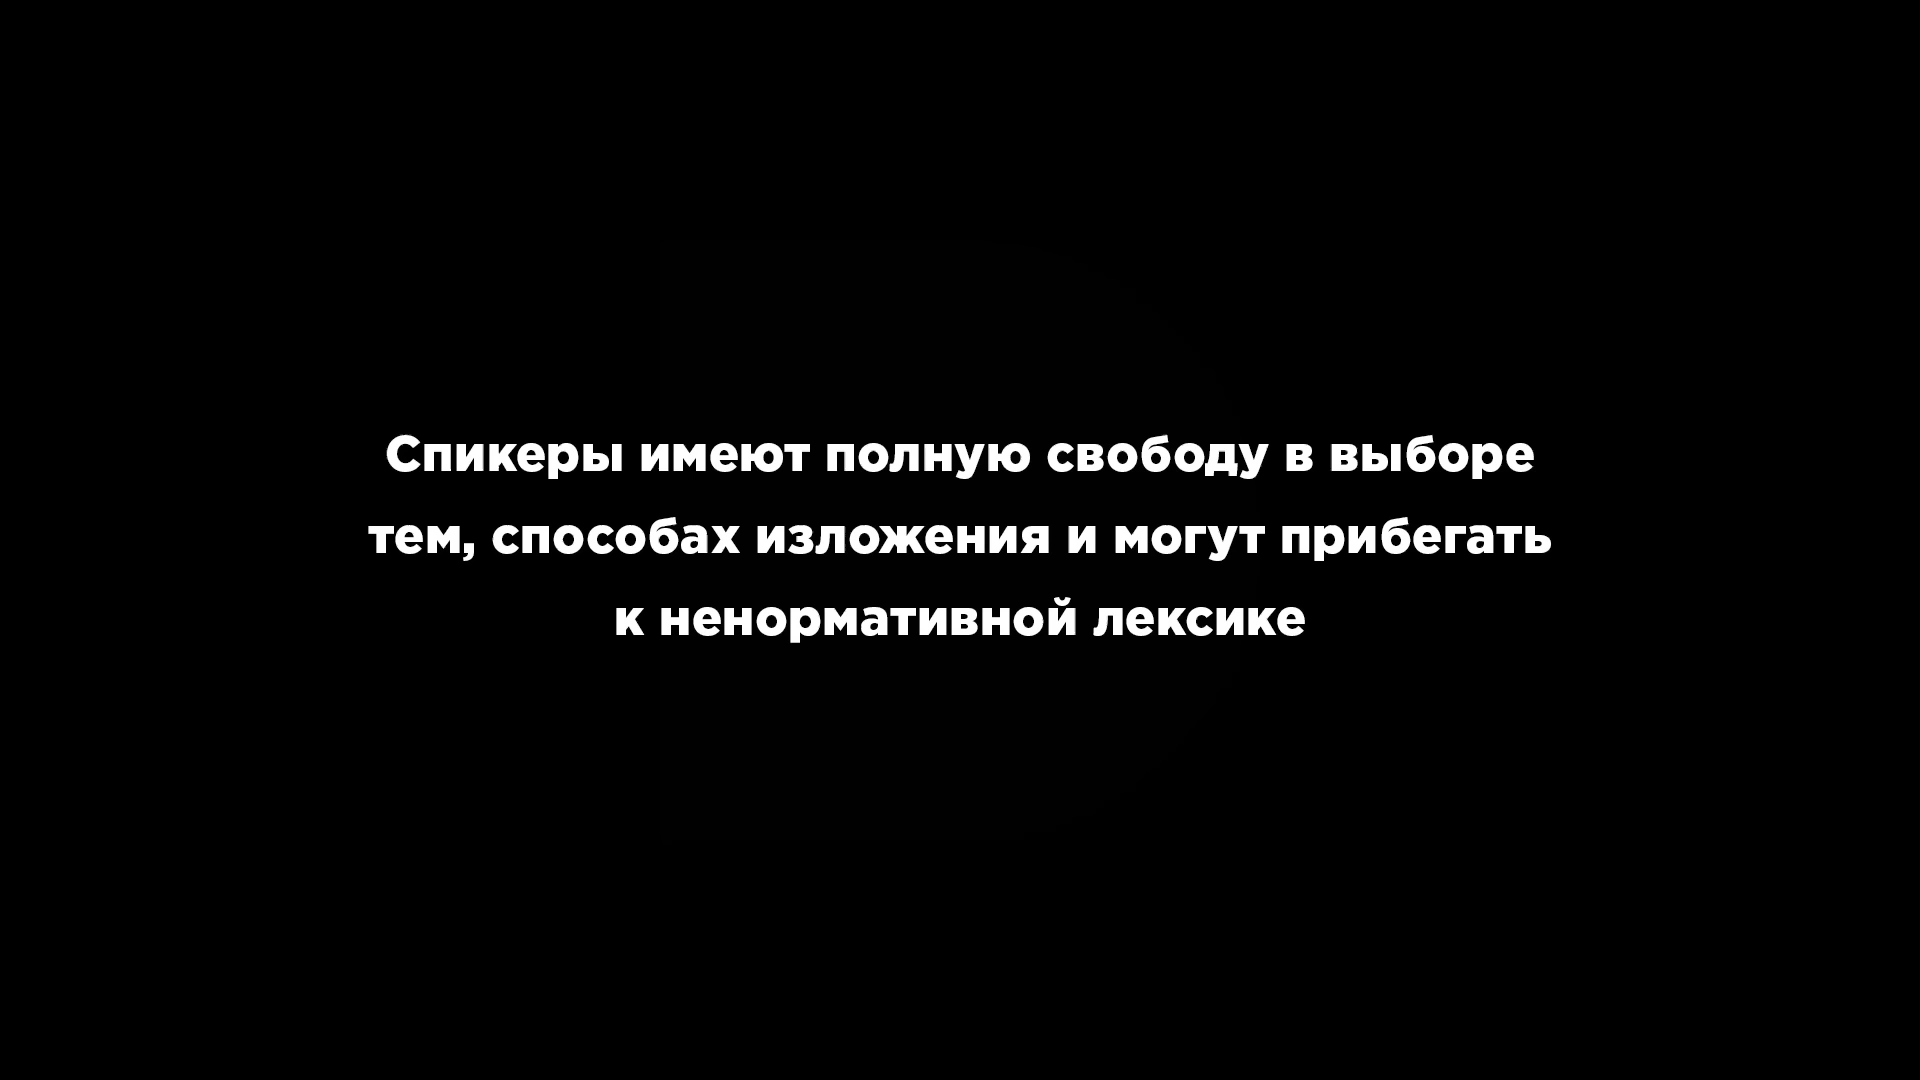 Спикеры имеют полную свободу в выборе
тем, способах изложения и могут прибегать
к ненормативной лексике